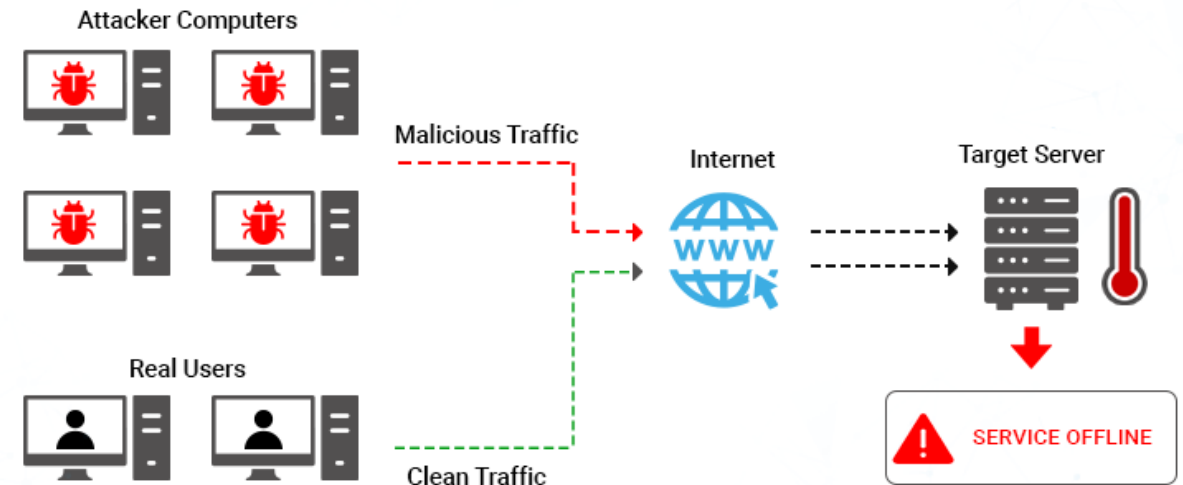 Attacker Computers
Malicious Traffic
Internet
WWW
Target Server
Real Users
Clean Traffic
SERVICE OFFLINE